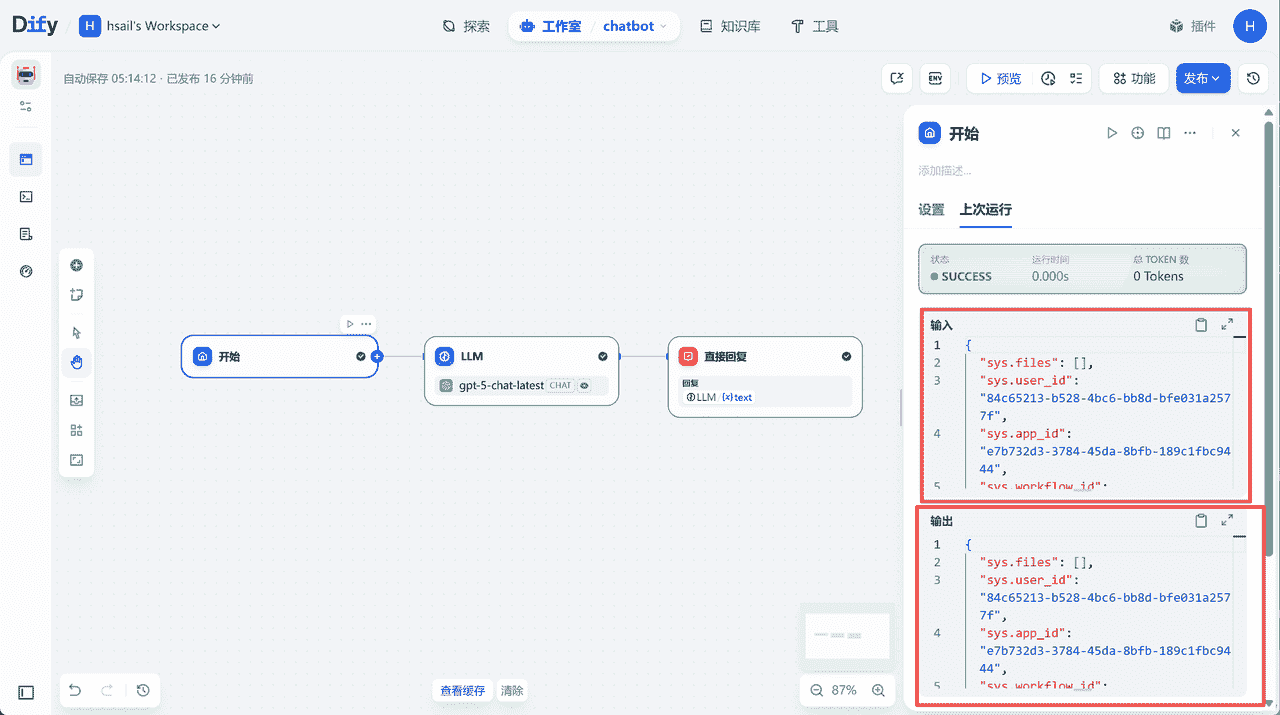 Dify
H hsail's Workspace
探索
工作室 / chatbot
知识库
工具
插件
H
自动保存 05:14:12 · 已发布 16 分钟前
ENV
预览
功能
发布
开始
添加描述...
设置
上次运行
状态
运行时间
总 TOKEN 数
SUCCESS
0.000s
0 Tokens
输入
1 {
2 "sys.files": [],
3 "sys.user_id":
"84c65213-b528-4bc6-bb8d-bfe031a257
7f",
4 "sys.app_id":
"e7b732d3-3784-45da-8bfb-189c1fbc94
44",
5 "sys.workflow_id":
输出
1 {
2 "sys.files": [],
3 "sys.user_id":
"84c65213-b528-4bc6-bb8d-bfe031a257
7f",
4 "sys.app_id":
"e7b732d3-3784-45da-8bfb-189c1fbc94
44",
5 "sys.workflow_id":
开始
LLM
gpt-5-chat-latest CHAT
直接回复
回复
LLM (x) text
查看缓存
清除
87%